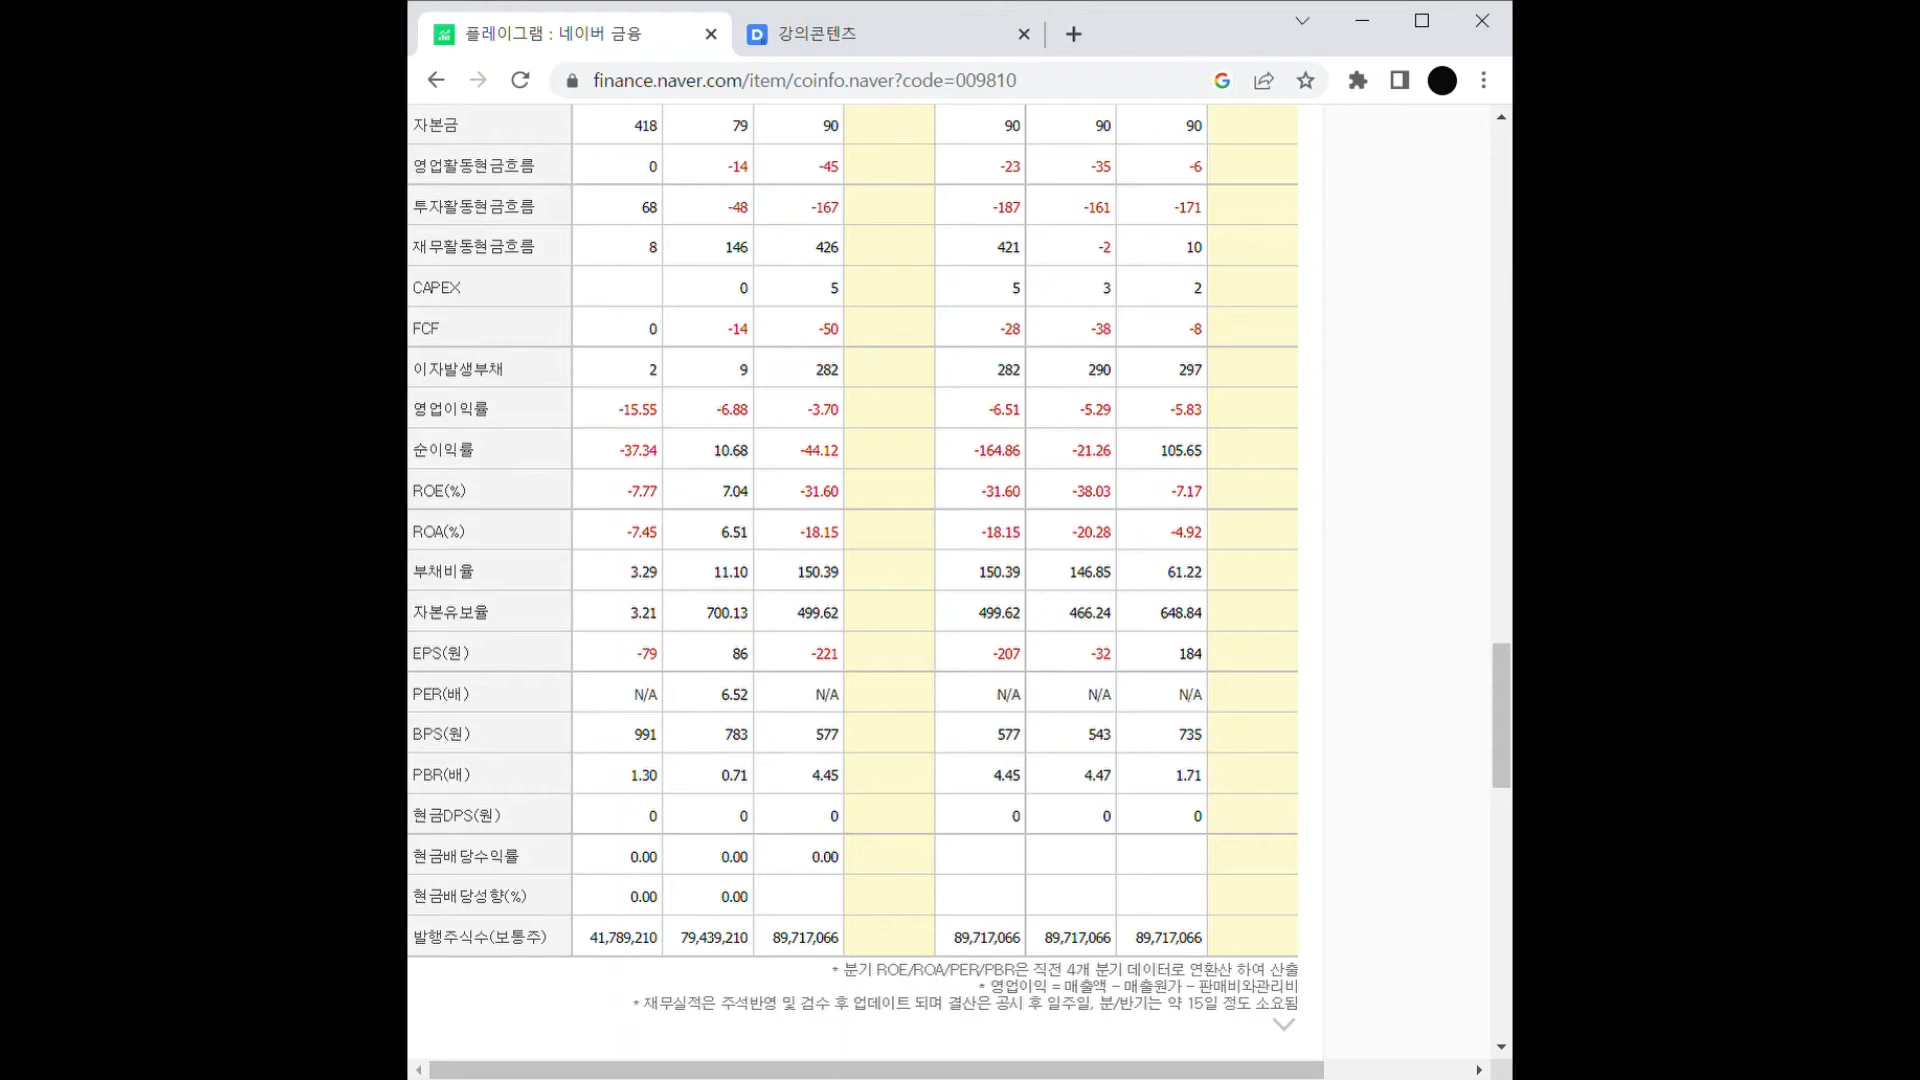 플레이그램 : 네이버 금융
강의콘텐츠
finance.naver.com/item/coinfo.naver?code=009810
자본금 418 79 90 90 90 90
영업활동현금흐름 0 -14 -45 -23 -35 -6
투자활동현금흐름 68 -48 -167 -187 -161 -171
재무활동현금흐름 8 146 426 421 -2 10
CAPEX 0 5 5 3 2
FCF 0 -14 -50 -28 -38 -8
이자발생부채 2 9 282 282 290 297
영업이익률 -15.55 -6.88 -3.70 -6.51 -5.29 -5.83
순이익률 -37.34 10.68 -44.12 -164.86 -21.26 105.65
ROE(%) -7.77 7.04 -31.60 -31.60 -38.03 -7.17
ROA(%) -7.45 6.51 -18.15 -18.15 -20.28 -4.92
부채비율 3.29 11.10 150.39 150.39 146.85 61.22
자본유보율 3.21 700.13 499.62 499.62 466.24 648.84
EPS(원) -79 86 -221 -207 -32 184
PER(배) N/A 6.52 N/A N/A N/A N/A
BPS(원) 991 783 577 577 543 735
PBR(배) 1.30 0.71 4.45 4.45 4.47 1.71
현금DPS(원) 0 0 0 0 0 0
현금배당수익률 0.00 0.00 0.00
현금배당성향(%) 0.00 0.00
발행주식수(보통주) 41,789,210 79,439,210 89,717,066 89,717,066 89,717,066 89,717,066
* 분기 ROE/ROA/PER/PBR은 직전 4개 분기 데이터로 연환산 하여 산출
* 영업이익 = 매출액 - 매출원가 - 판매비와관리비
* 재무실적은 주석반영 및 검수 후 업데이트 되며 결산은 공시 후 일주일, 분/반기는 약 15일 정도 소요됨